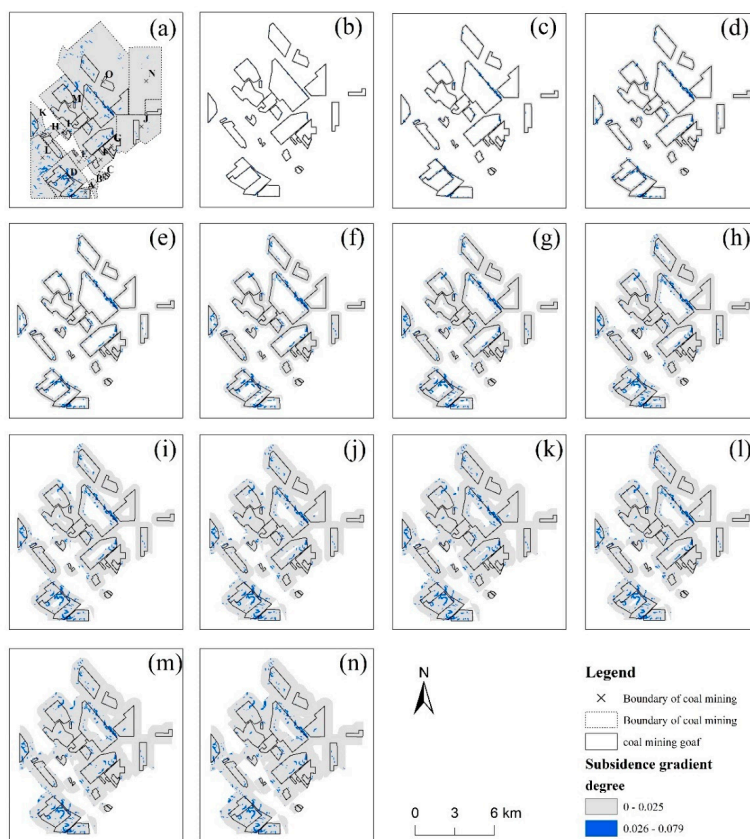 (a)
(b)
(c)
(d)
O
N
M
K
J
H
G
I
D
C
B
A
(e)
(f)
(g)
(h)
(i)
(j)
(k)
(l)
(m)
(n)
N
Legend
Boundary of coal mining
Boundary of coal mining
coal mining goaf
Subsidence gradient
degree
0 - 0.025
0.026 - 0.079
0 3 6 km